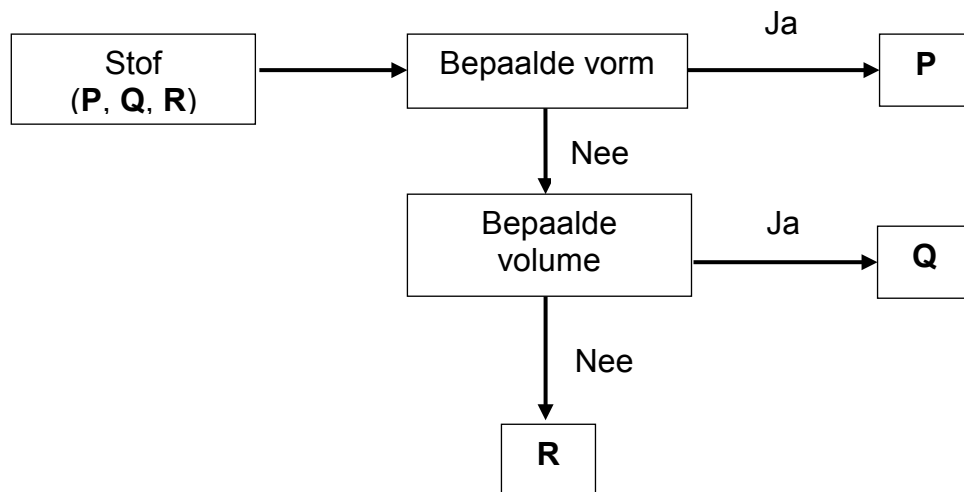 Stof
(P, Q, R)
Bepaalde vorm
Ja
P
Nee
Bepaalde
volume
Ja
Q
Nee
R